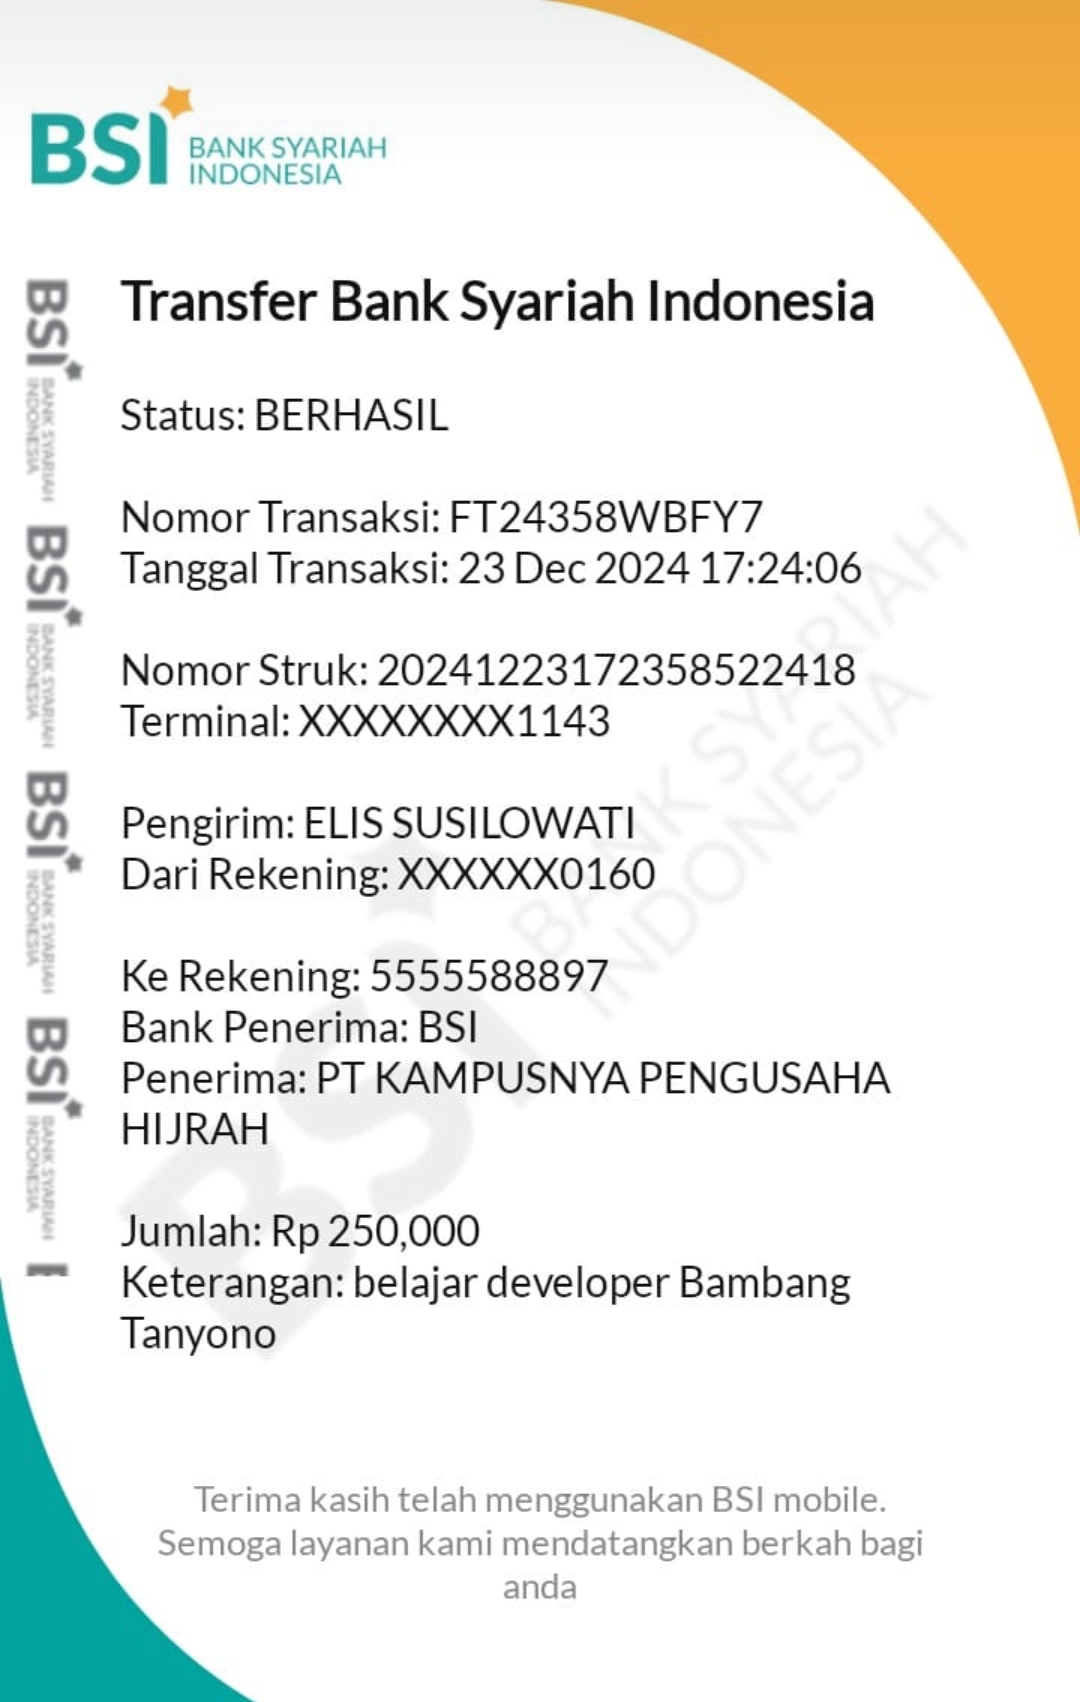 BSI BANK SYARIAH
INDONESIA
Transfer Bank Syariah Indonesia
Status: BERHASIL
Nomor Transaksi: FT24358WBFY7
Tanggal Transaksi: 23 Dec 2024 17:24:06
Nomor Struk: 20241223172358522418
Terminal: XXXXXXXX1143
Pengirim: ELIS SUSILOWATI
Dari Rekening: XXXXXX0160
Ke Rekening: 5555588897
Bank Penerima: BSI
Penerima: PT KAMPUSNYA PENGUSAHA
HIJRAH
Jumlah: Rp 250,000
Keterangan: belajar developer Bambang
Tanyono
Terima kasih telah menggunakan BSI mobile.
Semoga layanan kami mendatangkan berkah bagi
anda
BSI BANK SYARIAH
INDONESIA
BSI BANK SYARIAH
INDONESIA
BSI BANK SYARIAH
INDONESIA
BSI BANK SYARIAH
INDONESIA
BSI BANK SYARIAH
INDONESIA